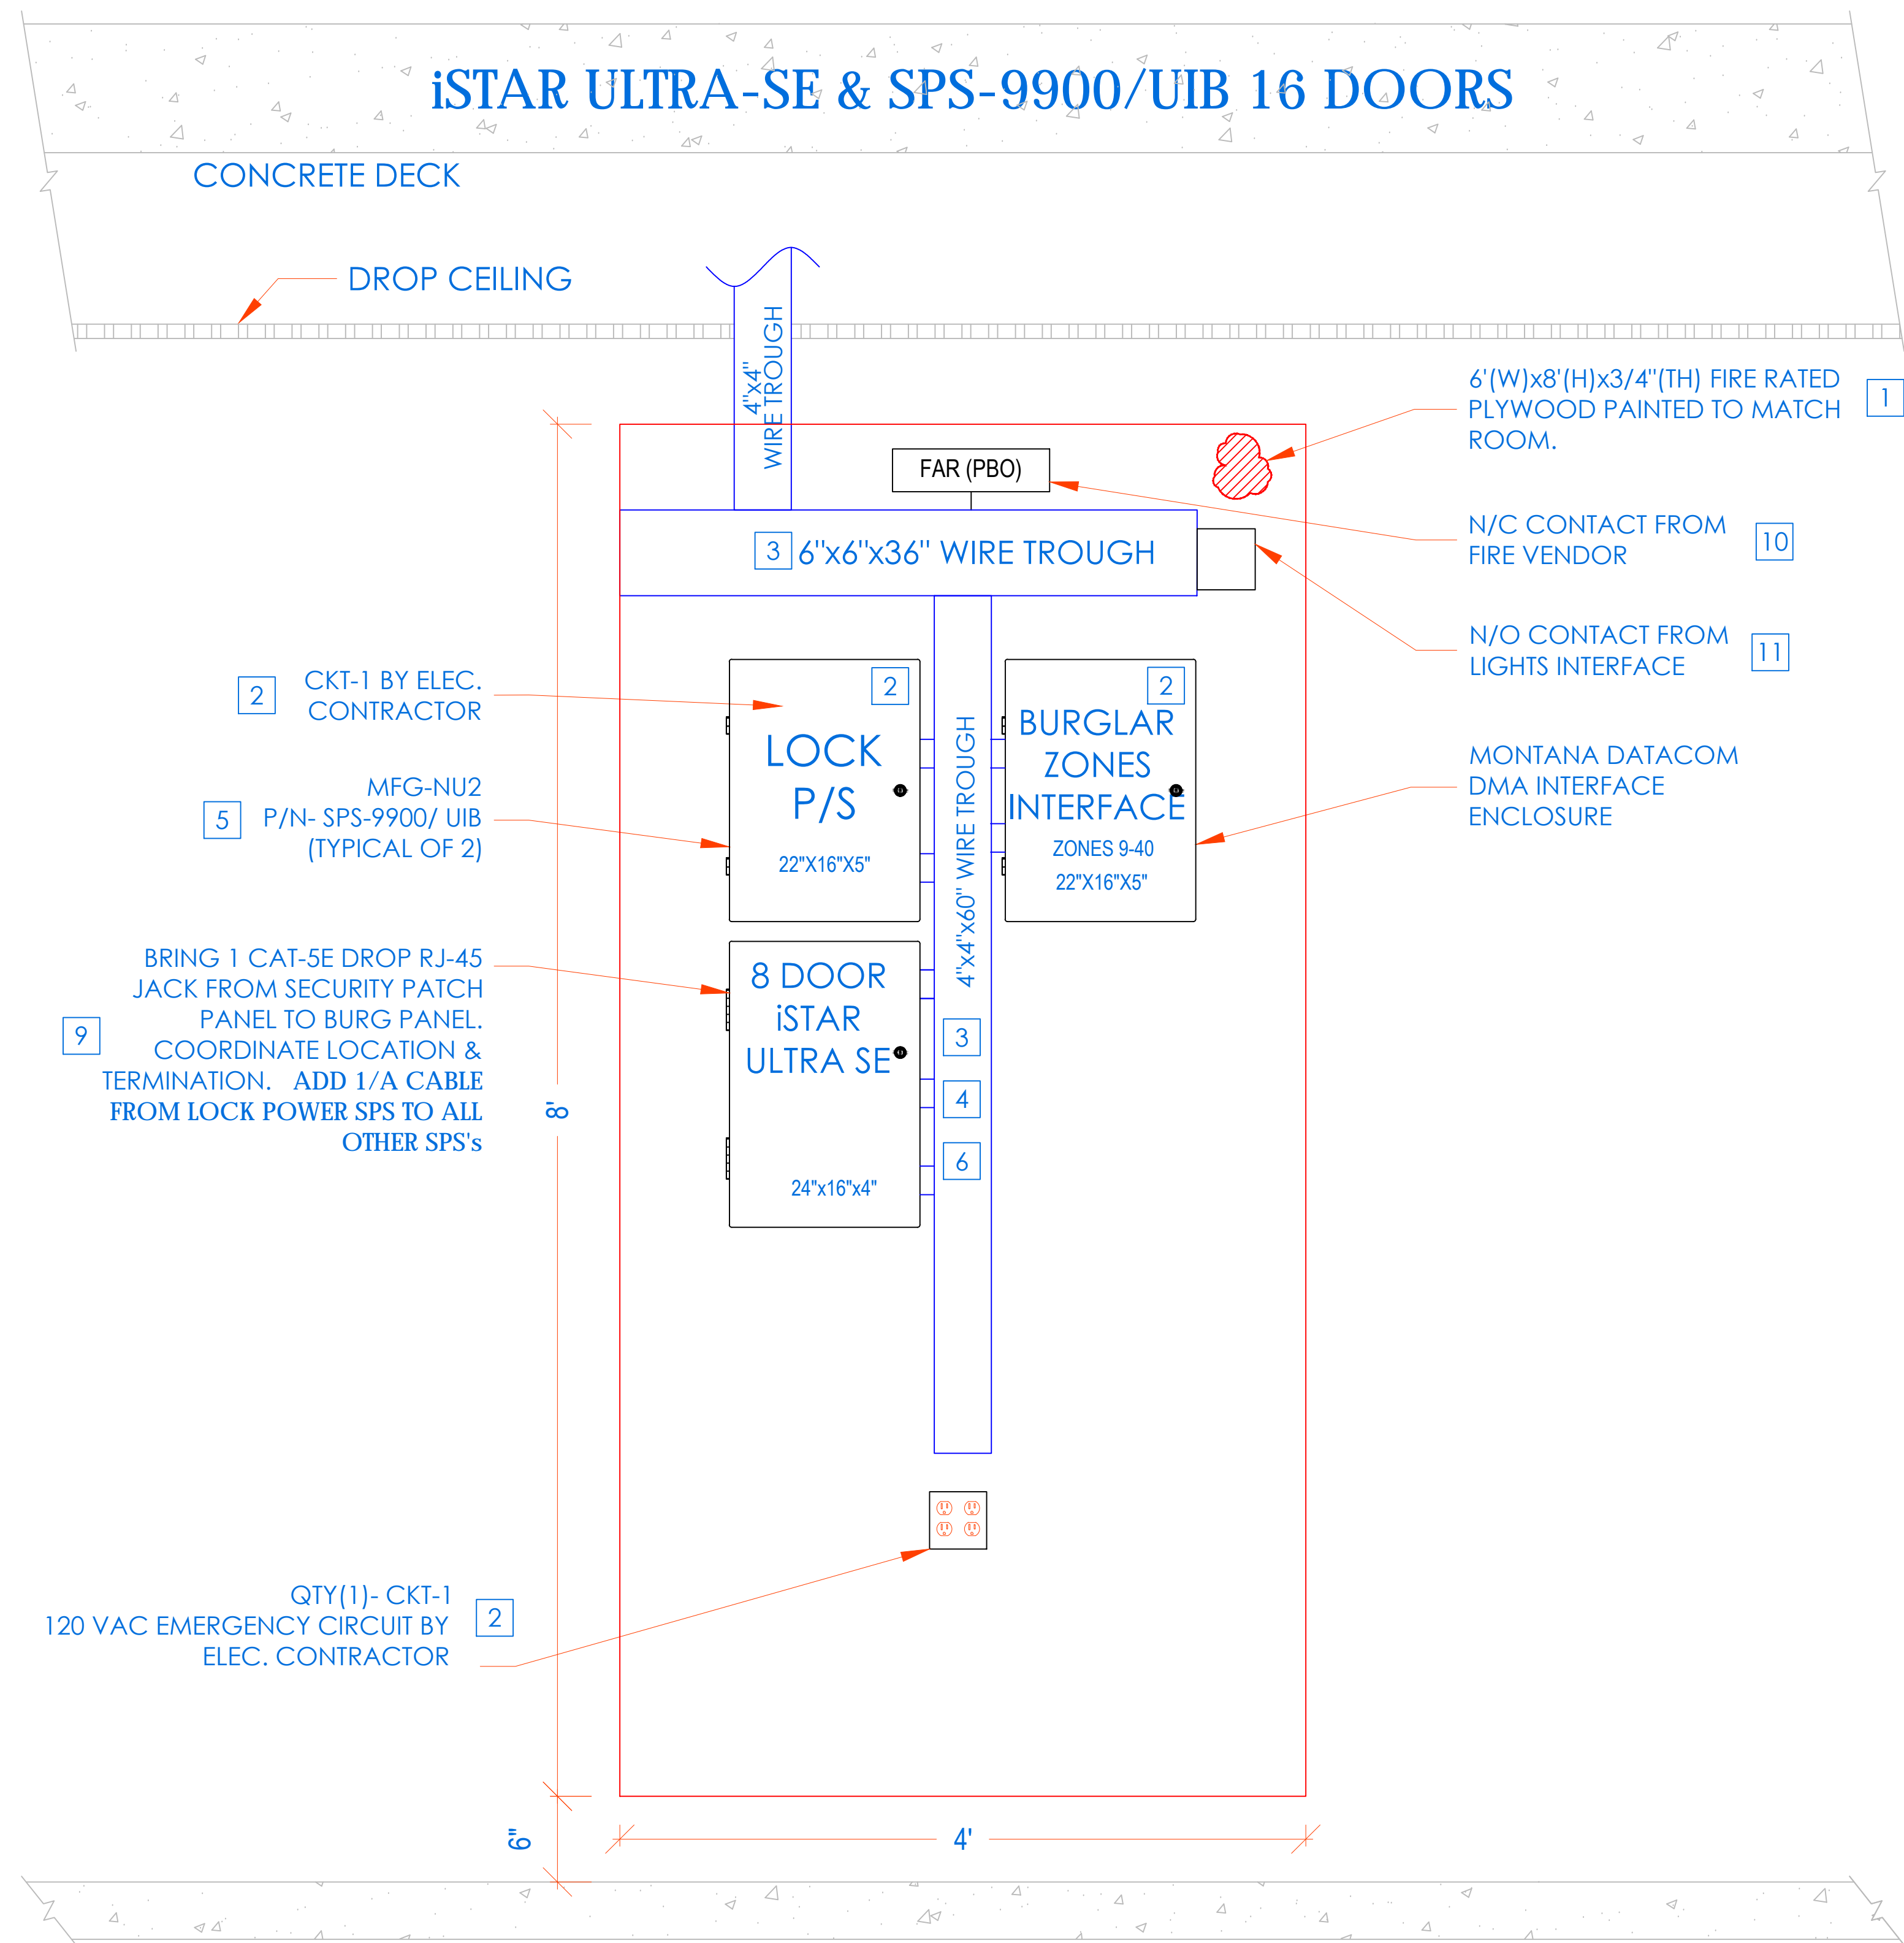 iSTAR ULTRA-SE & SPS-9900/UIB 16 DOORS
CONCRETE DECK
DROP CEILING
4"x4"
WIRE TROUGH
6'(W)x8'(H)x3/4"(TH) FIRE RATED
PLYWOOD PAINTED TO MATCH
ROOM.
1
FAR (PBO)
N/C CONTACT FROM
FIRE VENDOR
10
3 6"x6"x36" WIRE TROUGH
N/O CONTACT FROM
LIGHTS INTERFACE
11
2
CKT-1 BY ELEC.
CONTRACTOR
2
LOCK
P/S
22"X16"X5"
2
BURGLAR
ZONES
INTERFACE
ZONES 9-40
22"X16"X5"
MONTANA DATACOM
DMA INTERFACE
ENCLOSURE
5
MFG-NU2
P/N- SPS-9900/ UIB
(TYPICAL OF 2)
4"x4"x60" WIRE TROUGH
3
4
6
9
BRING 1 CAT-5E DROP RJ-45
JACK FROM SECURITY PATCH
PANEL TO BURG PANEL.
COORDINATE LOCATION &
TERMINATION. ADD 1/A CABLE
FROM LOCK POWER SPS TO ALL
OTHER SPS's
8 DOOR
iSTAR
ULTRA SE
24"x16"x4"
8'
QTY(1)- CKT-1
120 VAC EMERGENCY CIRCUIT BY
ELEC. CONTRACTOR
2
6"
4'